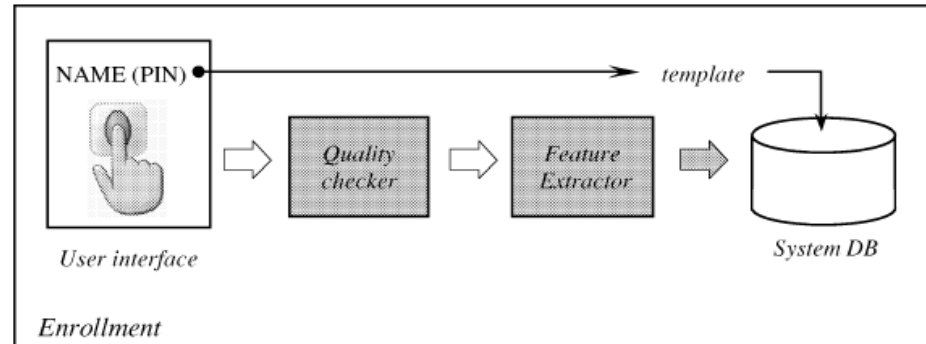 NAME (PIN)
template
Quality
checker
Feature
Extractor
User interface
System DB
Enrollment